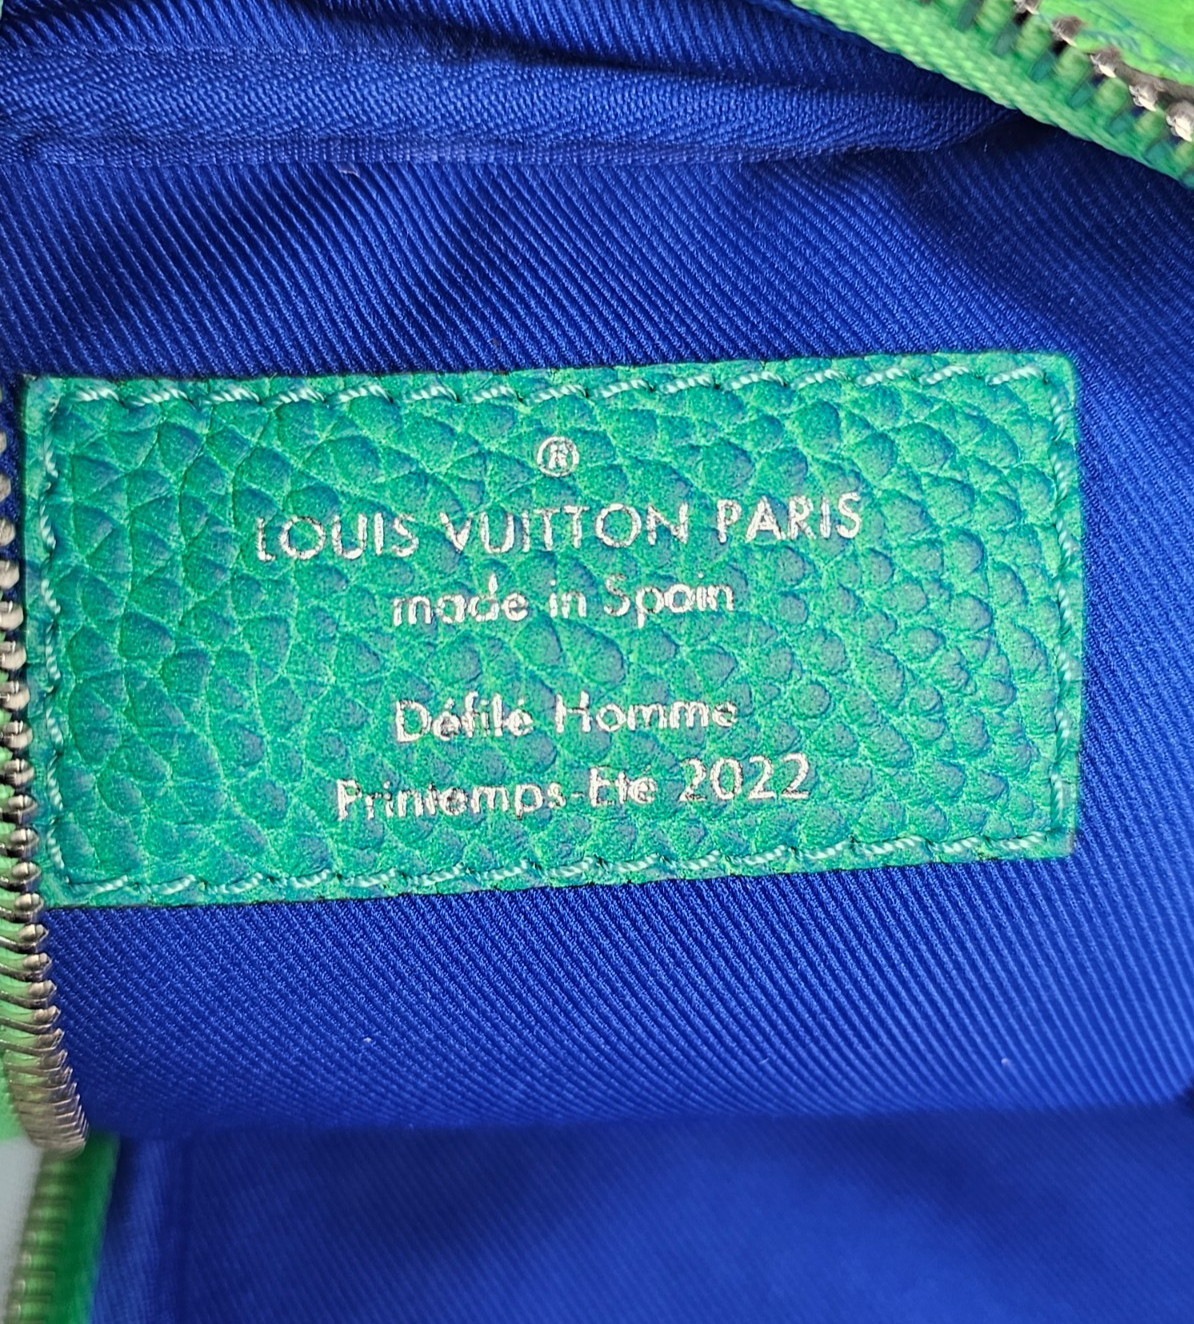 ®
LOUIS VUITTON PARIS
made in Spain
Défilé Homme
Printemps-Eté 2022